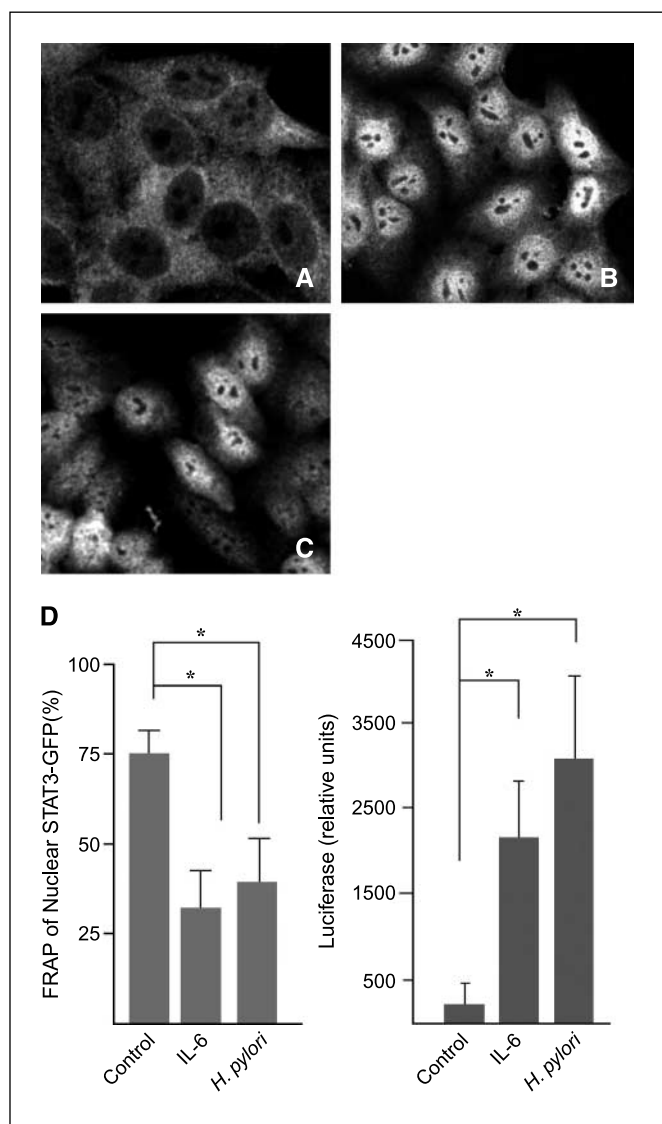 A
B
C
D
*
*
100
75
50
25
FRAP of Nuclear STAT3-GFP(%)
Control
IL-6
H. pylori
*
*
4500
3500
2500
1500
500
Luciferase (relative units)
Control
IL-6
H. pylori